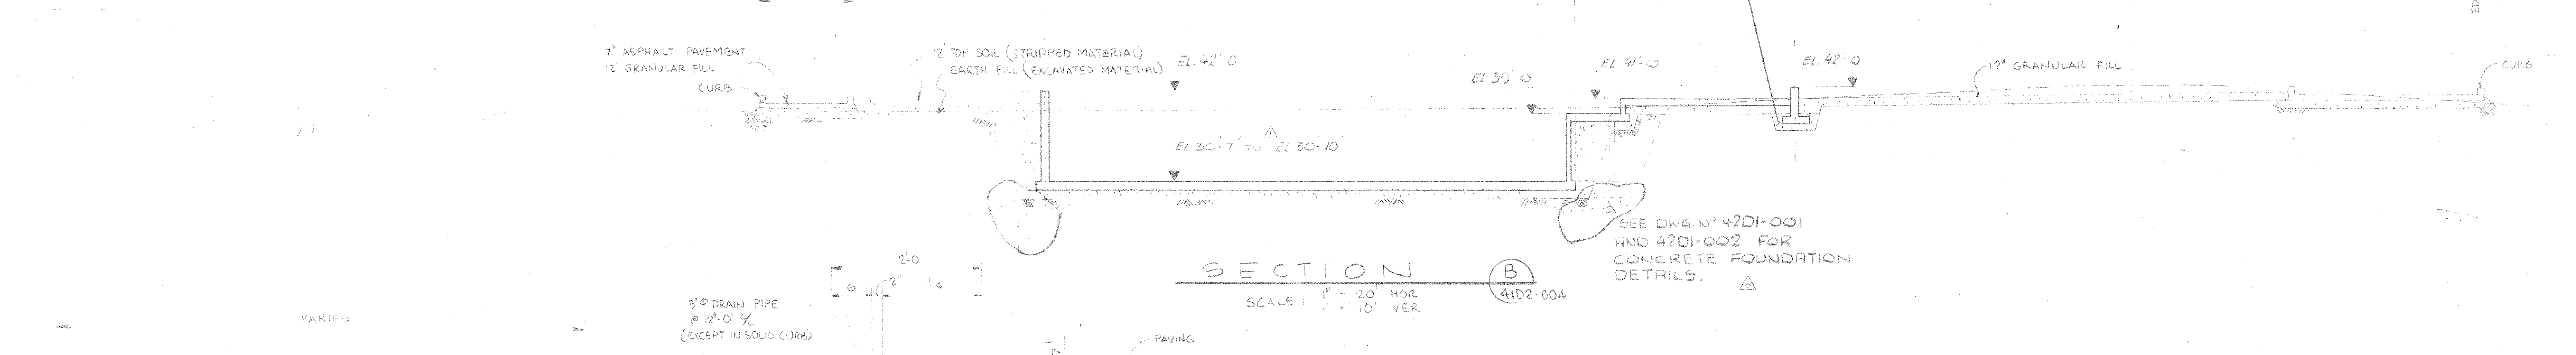 7" ASPHALT PAVEMENT
12" GRANULAR FILL
CURB
12" TOP SOIL (STRIPPED MATERIAL)
EARTH FILL (EXCAVATED MATERIAL)
EL. 42'-0
EL 30'-7" TO EL 30-10
EL 39'-0
EL 41'-0
EL. 42'-0
12" GRANULAR FILL
CURB
SEE DWG. Nº 42D1-001
AND 42D1-002 FOR
CONCRETE FOUNDATION
DETAILS.
SECTION
B
41D2-004
SCALE: 1" = 20' HOR
1" = 10' VER
2'-0
6
2"
1'-4
3"Φ DRAIN PIPE
@ 12'-0" %
(EXCEPT IN SOLID CURB)
VARIES
7"
PAVING